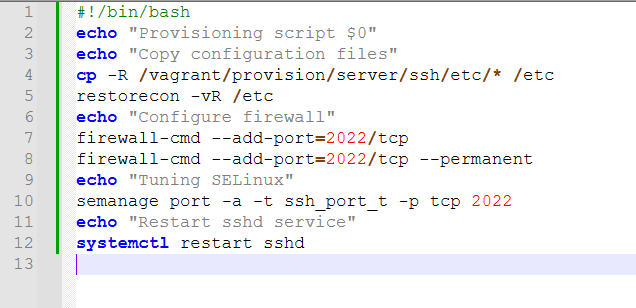 1 #!/bin/bash
2 echo "Provisioning script $0"
3 echo "Copy configuration files"
4 cp -R /vagrant/provision/server/ssh/etc/* /etc
5 restorecon -vR /etc
6 echo "Configure firewall"
7 firewall-cmd --add-port=2022/tcp
8 firewall-cmd --add-port=2022/tcp --permanent
9 echo "Tuning SELinux"
10 semanage port -a -t ssh_port_t -p tcp 2022
11 echo "Restart sshd service"
12 systemctl restart sshd
13